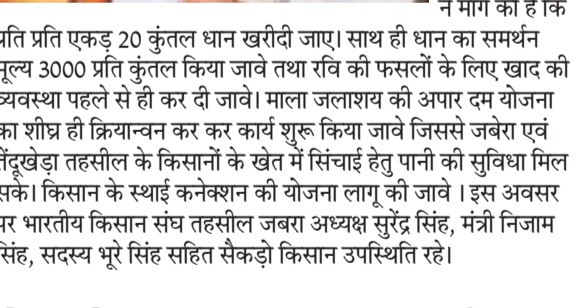 ने मांग की है कि
प्रति प्रति एकड़ 20 कुंतल धान खरीदी जाए। साथ ही धान का समर्थन
मूल्य 3000 प्रति कुंतल किया जावे तथा रवि की फसलों के लिए खाद की
व्यवस्था पहले से ही कर दी जावे। माला जलाशय की अपार दम योजना
का शीघ्र ही क्रियान्वन कर कर कार्य शुरू किया जावे जिससे जबेरा एवं
तेंदूखेड़ा तहसील के किसानों के खेत में सिंचाई हेतु पानी की सुविधा मिल
सके। किसान के स्थाई कनेक्शन की योजना लागू की जावे । इस अवसर
पर भारतीय किसान संघ तहसील जबरा अध्यक्ष सुरेंद्र सिंह, मंत्री निजाम
सिंह, सदस्य भूरे सिंह सहित सैकड़ो किसान उपस्थिति रहे।